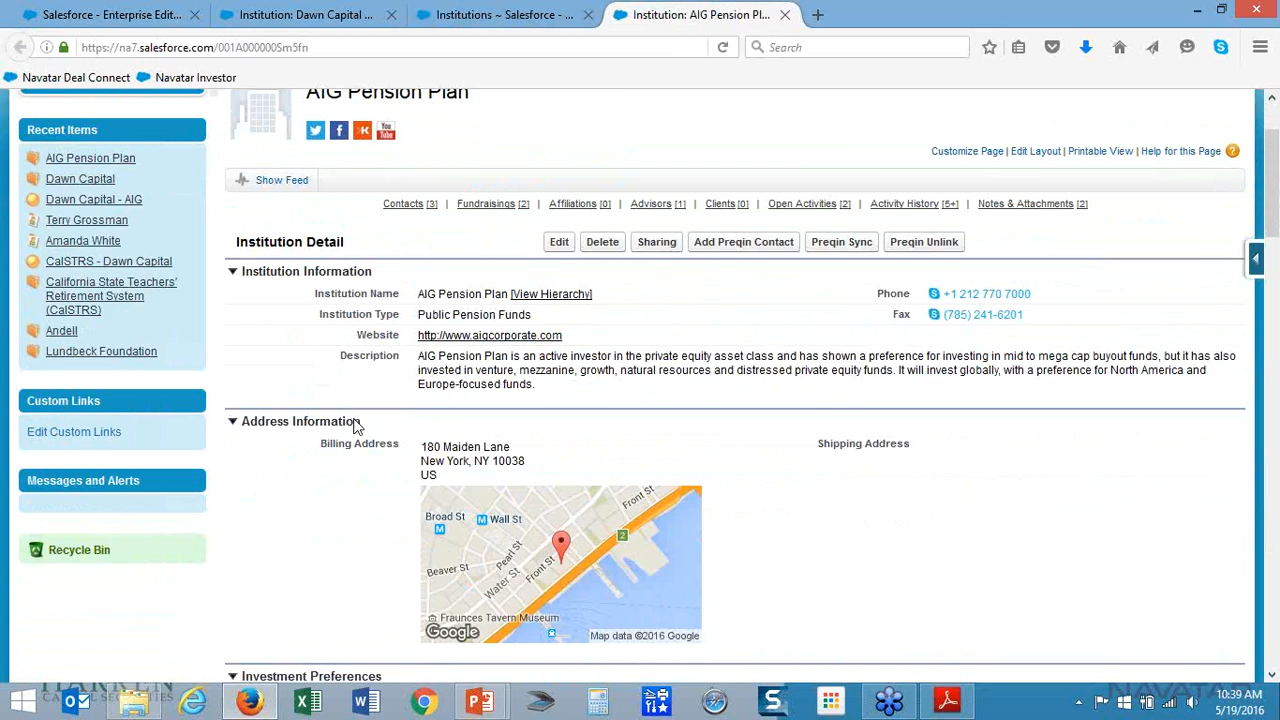 Salesforce - Enterprise Edit...
Institution: Dawn Capital ...
Institutions ~ Salesforce - ...
Institution: AIG Pension Pl...
https://na7.salesforce.com/001A000000Sm5fn
Search
Navatar Deal Connect
Navatar Investor
AIG Pension Plan
You Tube
Customize Page | Edit Layout | Printable View | Help for this Page
Show Feed
Contacts [3] | Fundraisings [2] | Affiliations [0] | Advisors [1] | Clients [0] | Open Activities [2] | Activity History [5+] | Notes & Attachments [2]
Institution Detail
Edit
Delete
Sharing
Add Preqin Contact
Preqin Sync
Preqin Unlink
Institution Information
Institution Name AIG Pension Plan [View Hierarchy]
Phone +1 212 770 7000
Institution Type Public Pension Funds
Fax (785) 241-6201
Website http://www.aigcorporate.com
Description AIG Pension Plan is an active investor in the private equity asset class and has shown a preference for investing in mid to mega cap buyout funds, but it has also
invested in venture, mezzanine, growth, natural resources and distressed private equity funds. It will invest globally, with a preference for North America and
Europe-focused funds.
Address Information
Billing Address 180 Maiden Lane
New York, NY 10038
US
Shipping Address
Front St
Broad St
Wall St
2
Pearl St
Front St
Beaver St
Water St
Fraunces Tavern Museum
Google
Map data ©2016 Google
Investment Preferences
Recent Items
AIG Pension Plan
Dawn Capital
Dawn Capital - AIG
Terry Grossman
Amanda White
CalSTRS - Dawn Capital
California State Teachers'
Retirement System
(CalSTRS)
Andell
Lundbeck Foundation
Custom Links
Edit Custom Links
Messages and Alerts
Recycle Bin
10:39 AM
5/19/2016